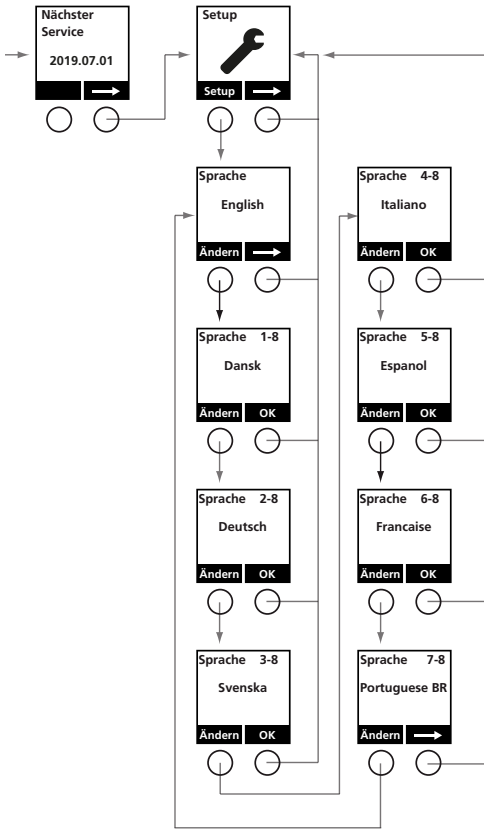 Nächster
Service
2019.07.01
Setup
Setup
Sprache
English
Ändern
Sprache 1-8
Dansk
Ändern OK
Sprache 2-8
Deutsch
Ändern OK
Sprache 3-8
Svenska
Ändern OK
Sprache 4-8
Italiano
Ändern OK
Sprache 5-8
Espanol
Ändern OK
Sprache 6-8
Francaise
Ändern OK
Sprache 7-8
Portuguese BR
Ändern